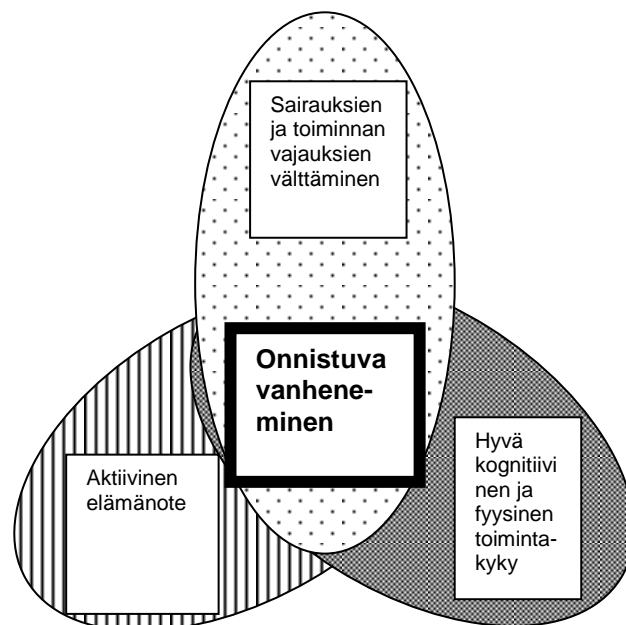 Sairauksien
ja toiminnan
vajauksien
välttäminen
Onnistuva
vanhene-
minen
Aktiivinen
elämänote
Hyvä
kognitiivi
nen ja
fyysinen
toiminta-
kyky